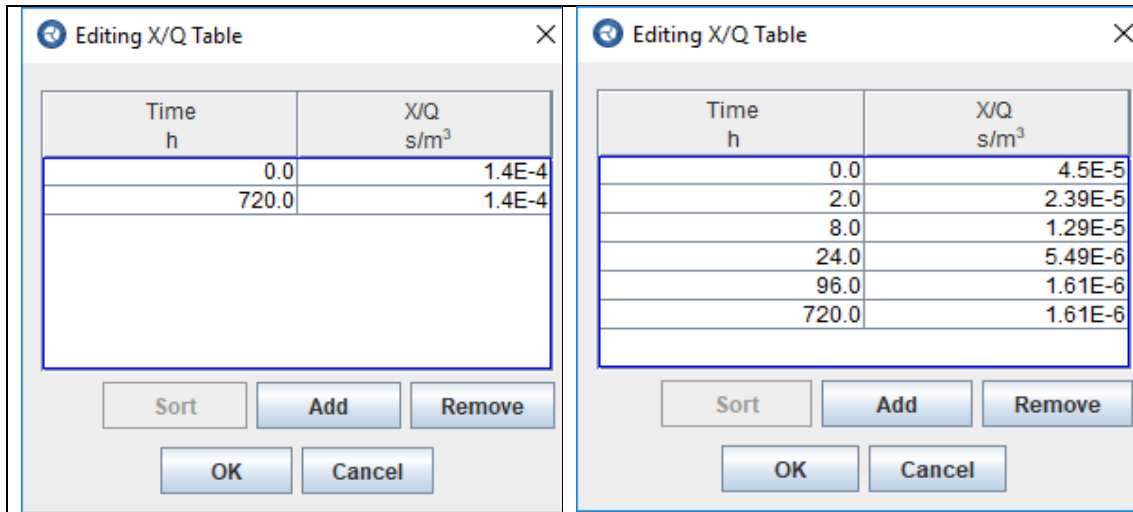 Editing X/Q Table
Time X/Q
h s/m³
0.0 1.4E-4
720.0 1.4E-4
Sort Add Remove
OK Cancel
Editing X/Q Table
Time X/Q
h s/m³
0.0 4.5E-5
2.0 2.39E-5
8.0 1.29E-5
24.0 5.49E-6
96.0 1.61E-6
720.0 1.61E-6
Sort Add Remove
OK Cancel